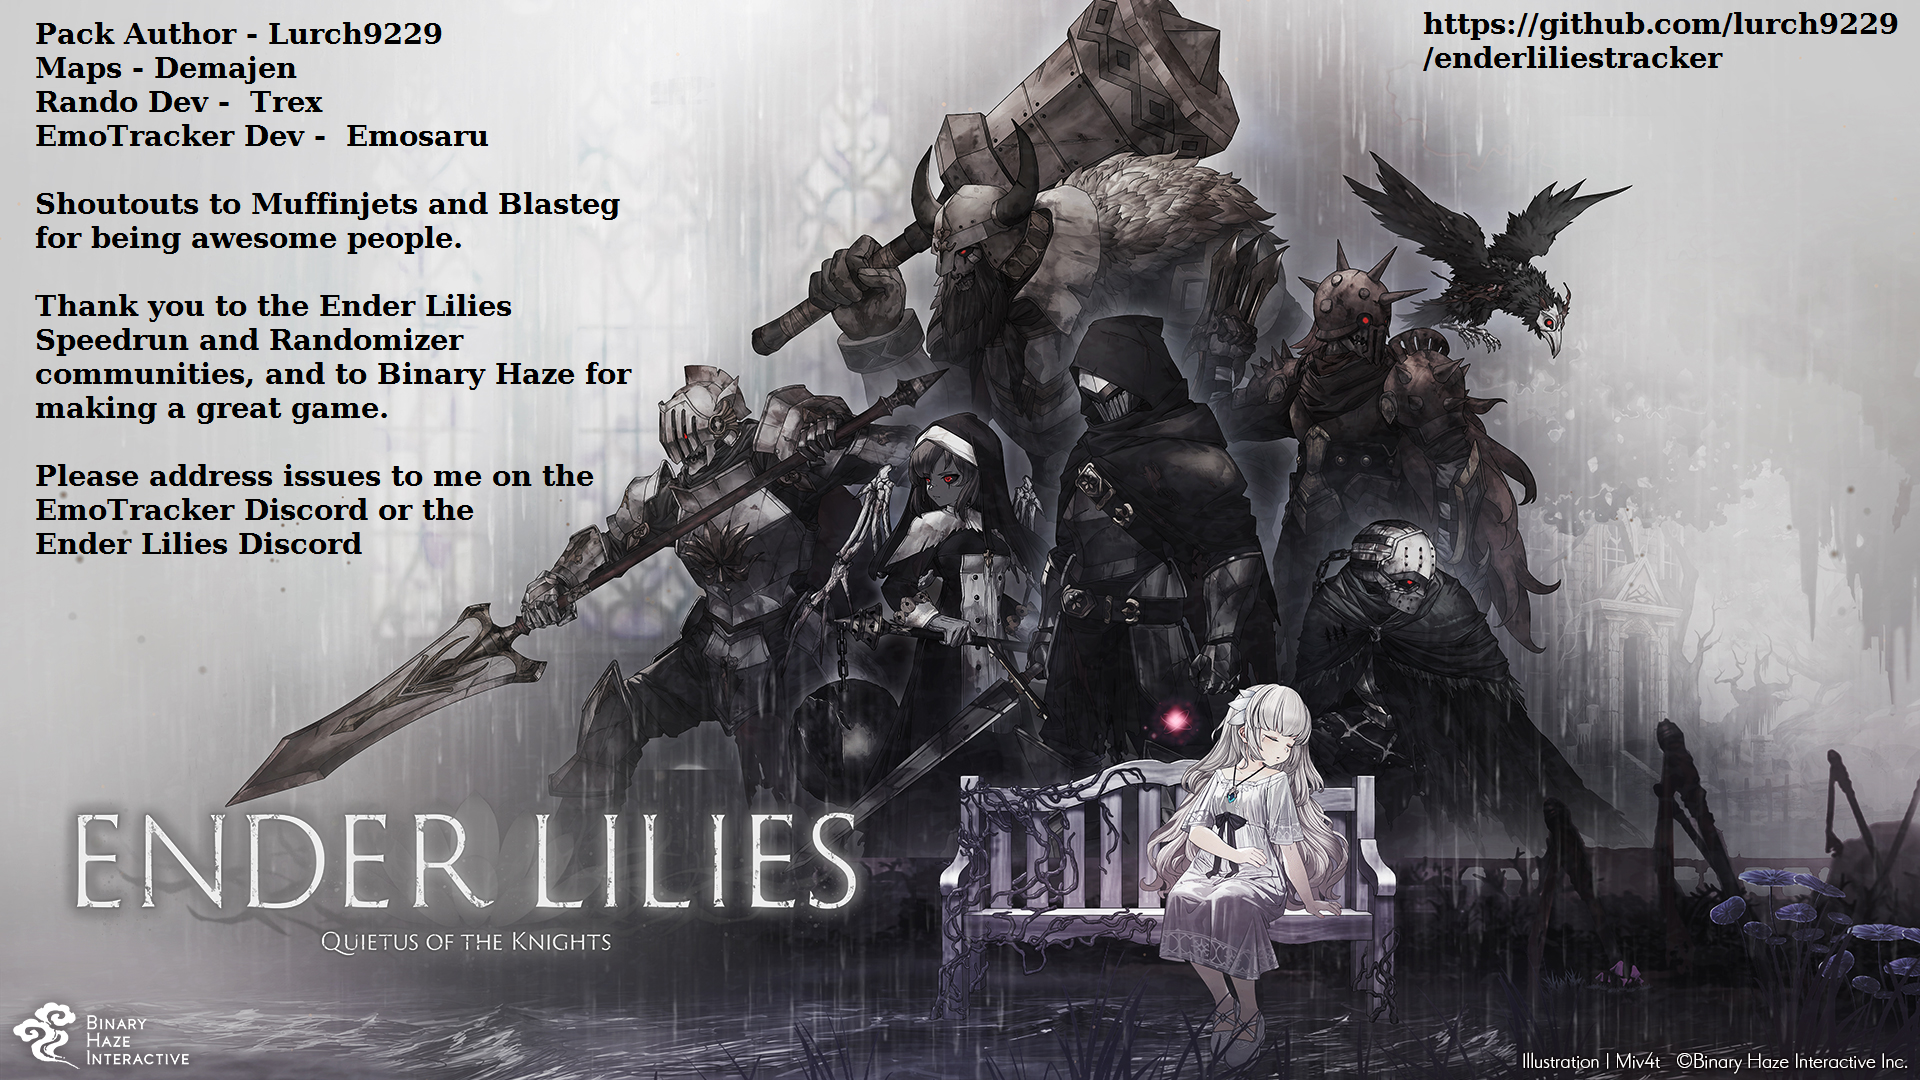 Pack Author - Lurch9229
Maps - Demajen
Rando Dev -  Trex
EmoTracker Dev -  Emosaru
Shoutouts to Muffinjets and Blasteg
for being awesome people.
Thank you to the Ender Lilies
Speedrun and Randomizer
communities, and to Binary Haze for
making a great game.
Please address issues to me on the
EmoTracker Discord or the
Ender Lilies Discord
https://github.com/lurch9229
/enderliliestracker
ENDER LILIES
QUIETUS OF THE KNIGHTS
BINARY
HAZE
INTERACTIVE
Illustration | Miv4t ©Binary Haze Interactive Inc.